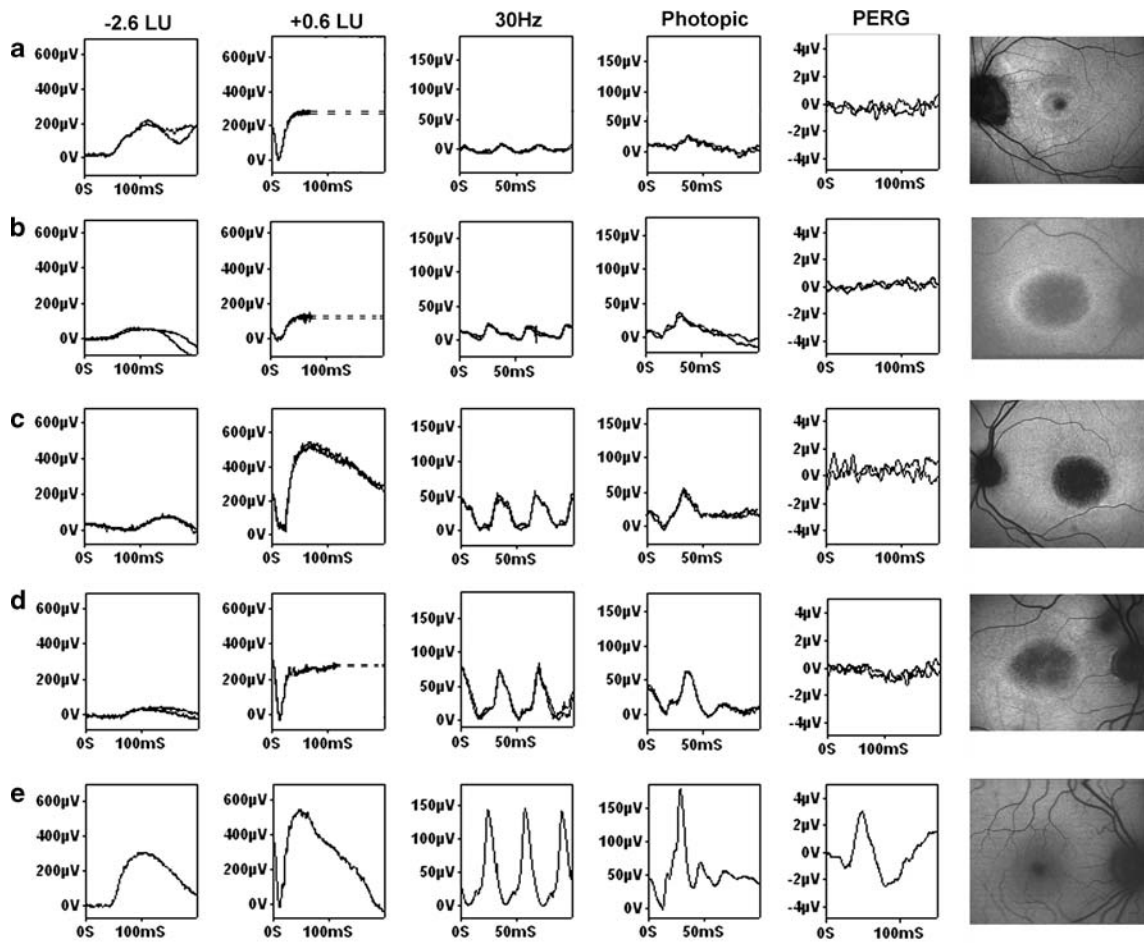 -2.6 LU +0.6 LU 30Hz Photopic PERG
a
600µV 600µV 150µV 150µV 4µV
400µV 400µV 100µV 100µV 2µV
200µV 200µV 50µV 50µV 0V
0V 0V 0V 0V -2µV
-4µV
0S 100mS 100mS 0S 50mS 0S 50mS 0S 100mS
b
600µV 600µV 150µV 150µV 4µV
400µV 400µV 100µV 100µV 2µV
200µV 200µV 50µV 50µV 0V
0V 0V 0V 0V -2µV
-4µV
0S 100mS 0S 100mS 0S 50mS 0S 50mS 0S 100mS
c
600µV 600µV 150µV 150µV 4µV
400µV 400µV 100µV 100µV 2µV
200µV 200µV 50µV 50µV 0V
0V 0V 0V 0V -2µV
-4µV
0S 100mS 0S 100mS 0S 50mS 0S 50mS 0S 100mS
d
600µV 600µV 150µV 150µV 4µV
400µV 400µV 100µV 100µV 2µV
200µV 200µV 50µV 50µV 0V
0V 0V 0V 0V -2µV
-4µV
0S 100mS 0S 100mS 0S 50mS 0S 50mS 0S 100mS
e
600µV 600µV 150µV 150µV 4µV
400µV 400µV 100µV 100µV 2µV
200µV 200µV 50µV 50µV 0V
0V 0V 0V 0V -2µV
-4µV
0S 100mS 0S 100mS 0S 50mS 0S 50mS 0S 100mS